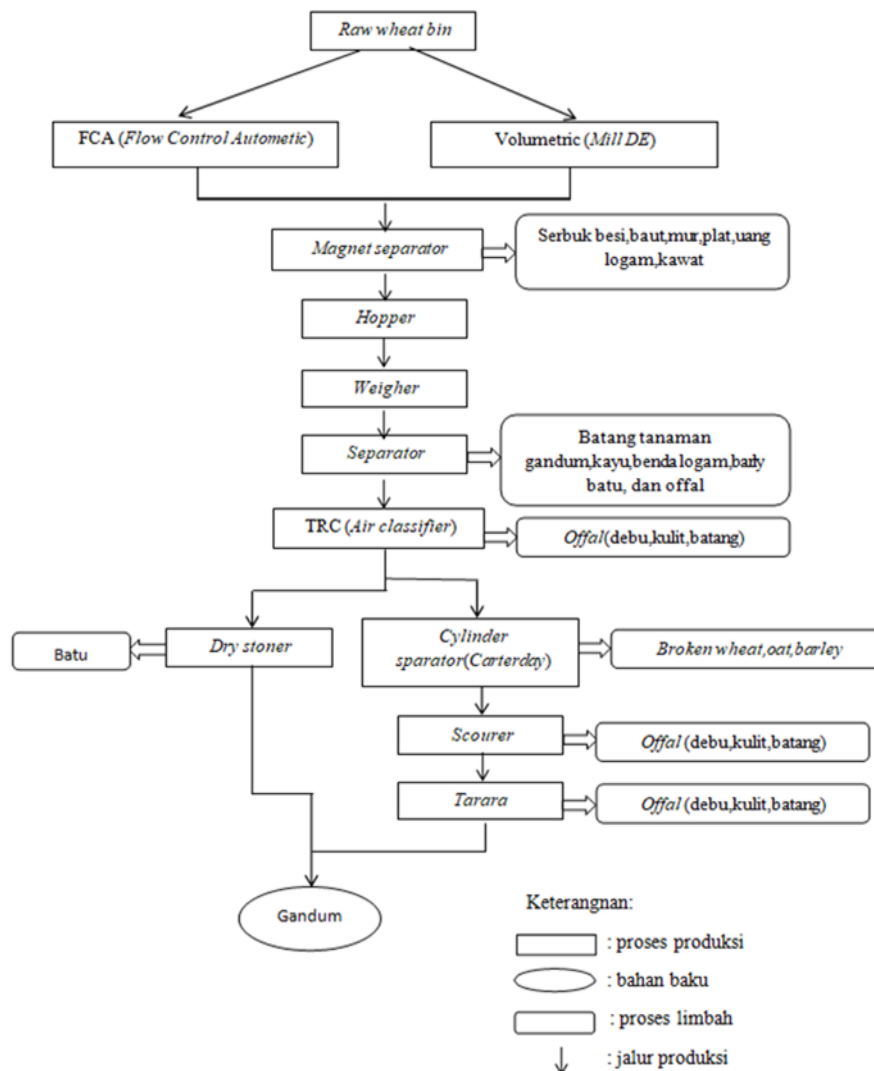 Raw wheat bin
FCA (Flow Control Autometic)
Volumetric (Mill DE)
Magnet separator
Serbuk besi,baut,mur,plat,uang
logam,kawat
Hopper
Weigher
Separator
Batang tanaman
gandum,kayu,benda logam,barly
batu, dan offal
TRC (Air classifier)
Offal(debu,kulit,batang)
Batu
Dry stoner
Cylinder
sparator(Carterday)
Broken wheat,oat,barley
Scourer
Offal (debu,kulit,batang)
Tarara
Offal (debu,kulit,batang)
Gandum
Keterangnan:
: proses produksi
: bahan baku
: proses limbah
: jalur produksi